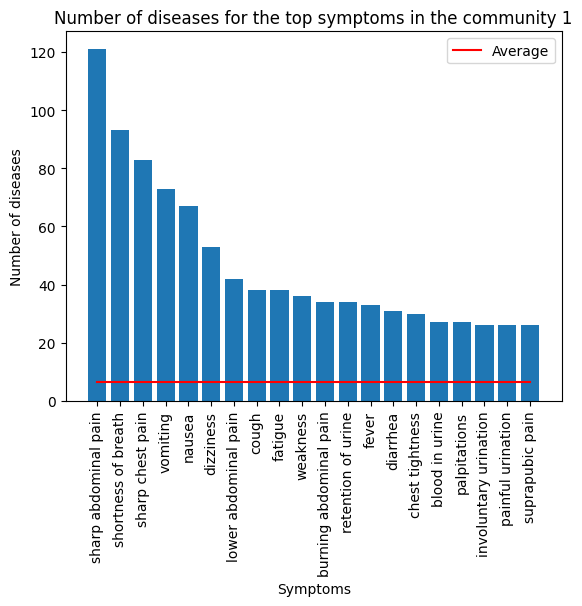 Number of diseases for the top symptoms in the community 1
Average
Number of diseases
120
100
80
60
40
20
0
sharp abdominal pain
shortness of breath
sharp chest pain
vomiting
nausea
dizziness
lower abdominal pain
cough
fatigue
weakness
burning abdominal pain
retention of urine
fever
diarrhea
chest tightness
blood in urine
palpitations
involuntary urination
painful urination
suprapubic pain
Symptoms